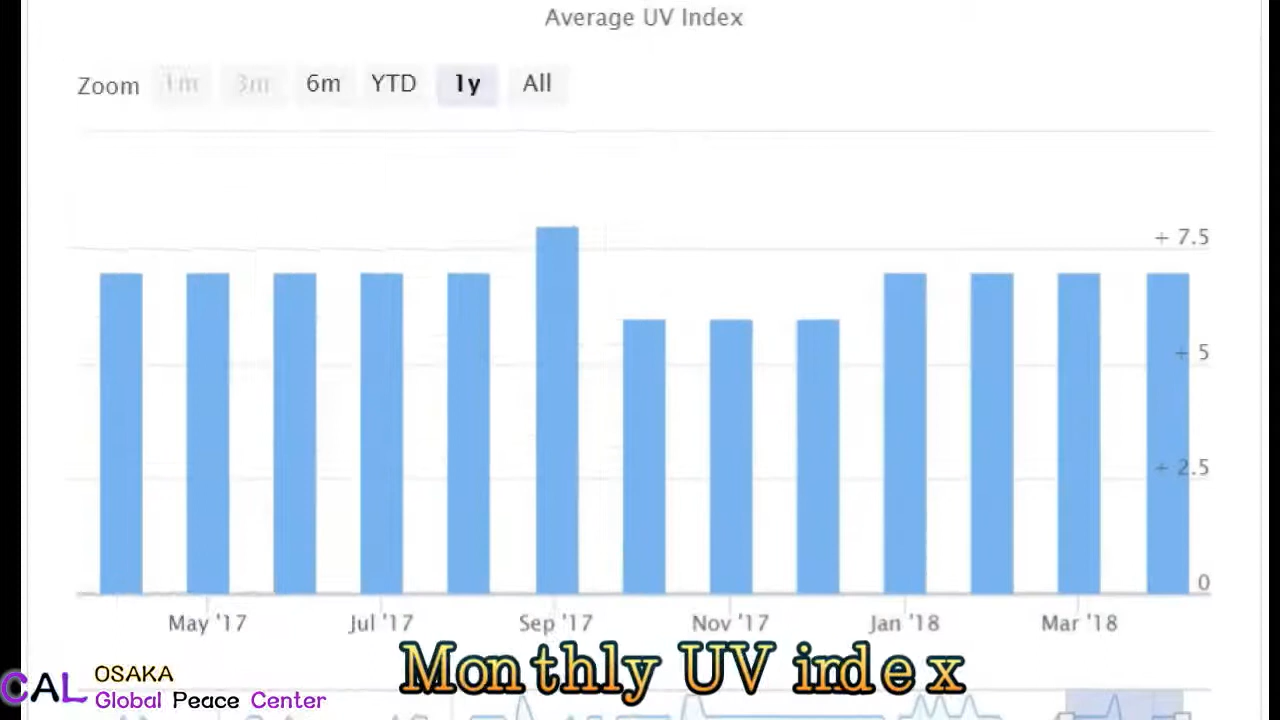 Average UV Index
Zoom 1m 3m 6m YTD 1y All
+ 7.5
+ 5
+ 2.5
0
May '17 Jul '17 Sep '17 Nov '17 Jan '18 Mar '18
Monthly UV index
CAL OSAKA
Global Peace Center